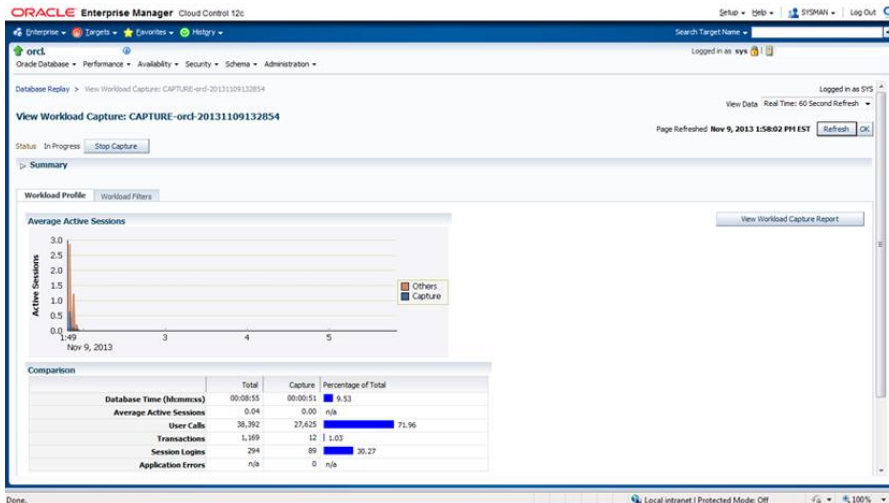 ORACLE Enterprise Manager Cloud Control 12c
Setup Help SYSMAN Log Out
Enterprise Targets Favorites History
Search Target Name
orcl.
Logged in as sys
Oracle Database Performance Availability Security Schema Administration
Database Replay > View Workload Capture: CAPTURE-orcl-20131109132854
Logged in as SYS
View Data Real Time: 60 Second Refresh
View Workload Capture: CAPTURE-orcl-20131109132854
Page Refreshed Nov 9, 2013 1:58:02 PM EST Refresh OK
Status In Progress Stop Capture
Summary
Workload Profile Workload Filters
Average Active Sessions
View Workload Capture Report
Active Sessions
3.0
2.5
2.0
1.5
1.0
0.5
0.0
Others
Capture
1:49 3 4 5
Nov 9, 2013
Comparison
Total Capture Percentage of Total
Database Time (hh:mm:ss) 00:08:55 00:00:51 9.53
Average Active Sessions 0.04 0.00 n/a
User Calls 38,392 27,625 71.96
Transactions 1,169 12 1.03
Session Logins 294 89 30.27
Application Errors n/a 0 n/a
Done.
Local intranet | Protected Mode: Off
100%